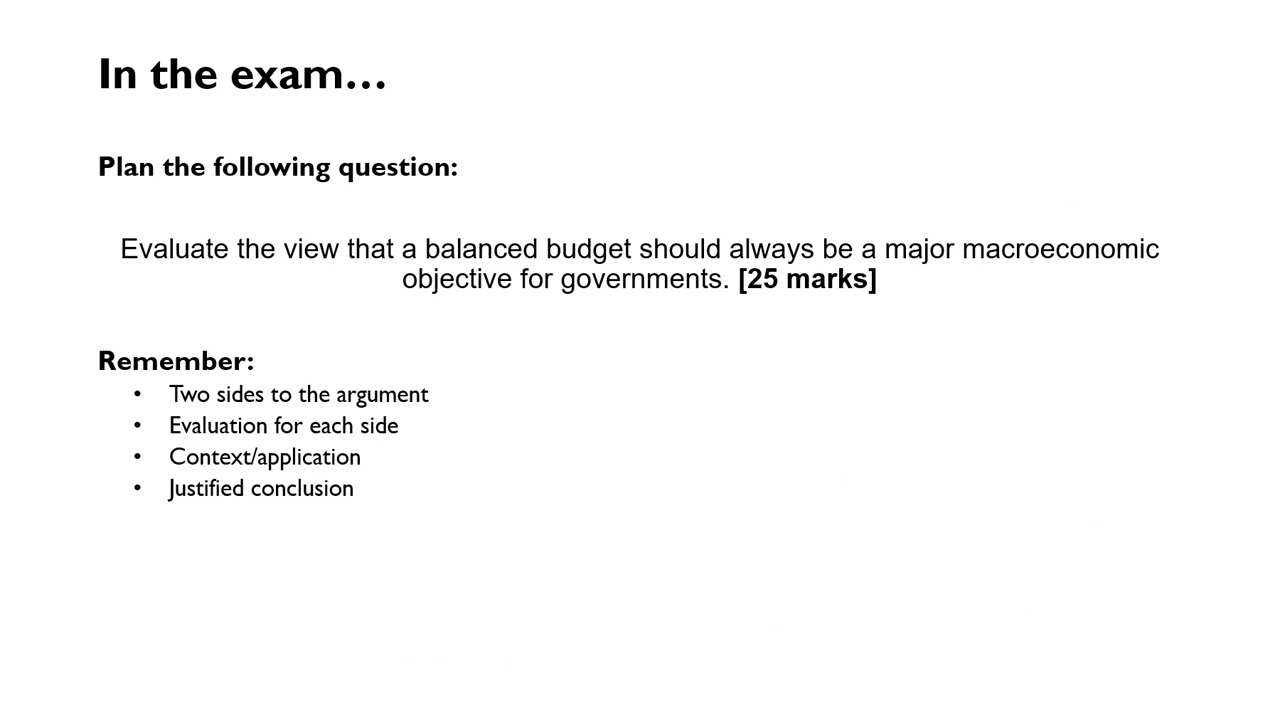 In the exam…
Plan the following question:
Evaluate the view that a balanced budget should always be a major macroeconomic
objective for governments. [25 marks]
Remember:
• Two sides to the argument
• Evaluation for each side
• Context/application
• Justified conclusion